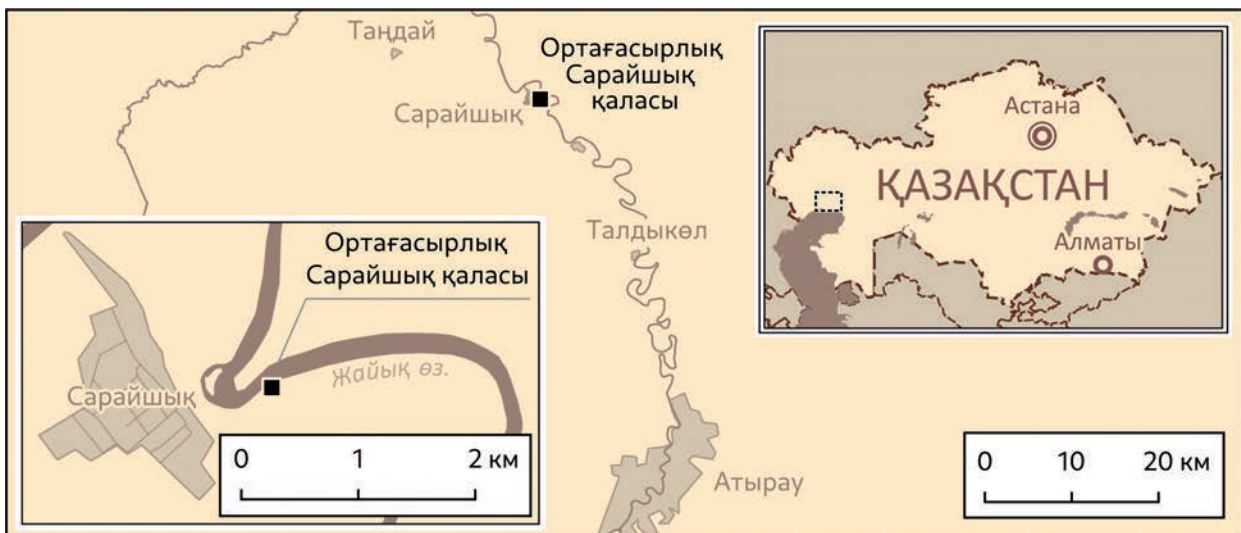 Таңдай
Ортағасырлық
Сарайшық
қаласы
Сарайшық
Талдыкөл
Атырау
0 10 20 км
Ортағасырлық
Сарайшық қаласы
Жайық өз.
Сарайшық
0 1 2 км
Астана
ҚАЗАҚСТАН
Алматы